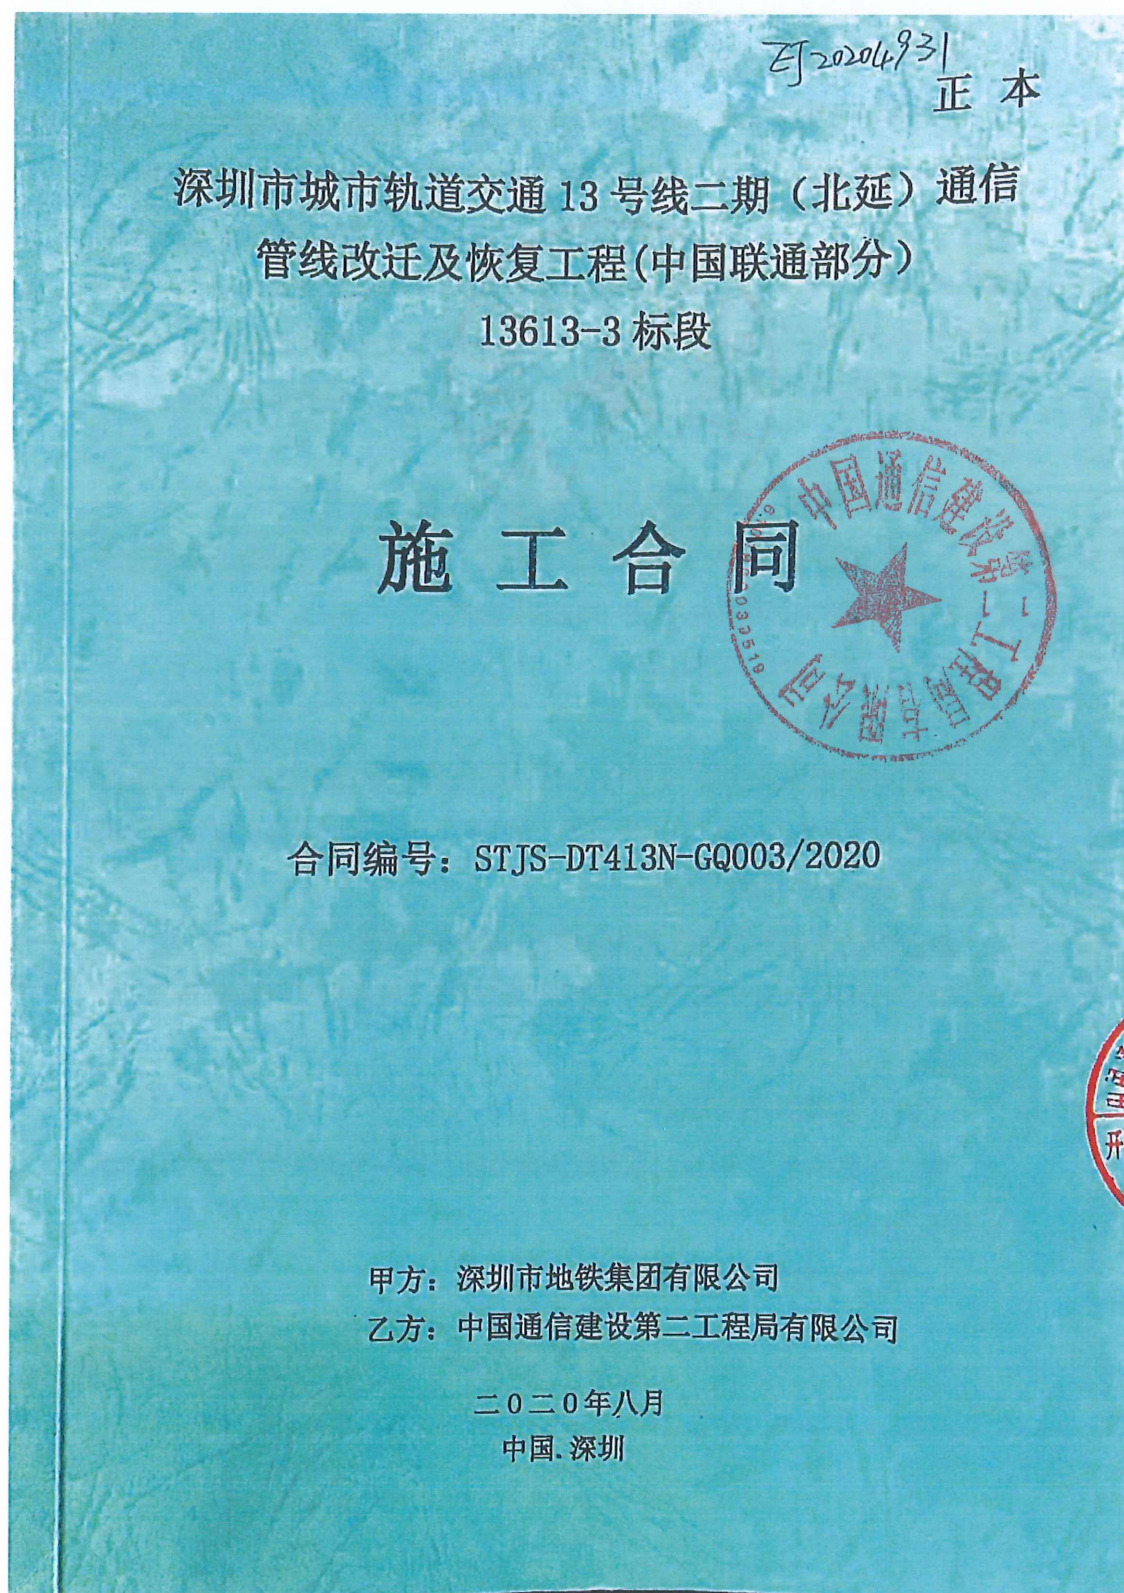 EJ20204931
正 本
深圳市城市轨道交通 13 号线二期（北延）通信
管线改迁及恢复工程(中国联通部分）
13613-3 标段
施 工 合 同
中国通信建设第二工程局有限公司
合同编号：STJS-DT413N-GQ003/2020
甲方：深圳市地铁集团有限公司
乙方：中国通信建设第二工程局有限公司
二0二0年八月
中国.深圳